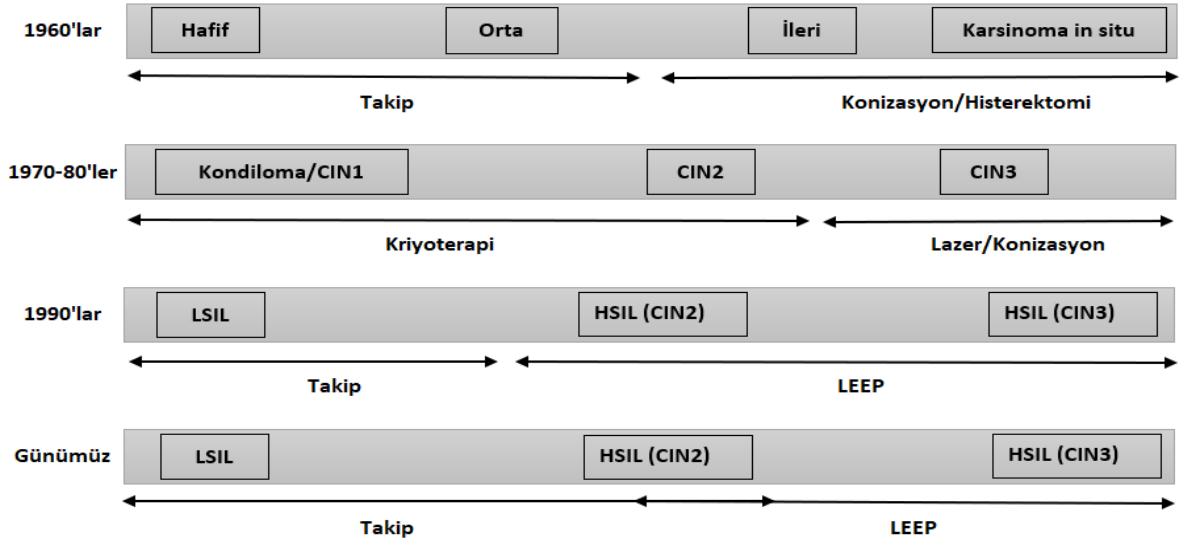 1960'lar Hafif Orta İleri Karsinoma in situ
Takip Konizasyon/Histerektomi
1970-80'ler Kondiloma/CIN1 CIN2 CIN3
Kriyoterapi Lazer/Konizasyon
1990'lar LSIL HSIL (CIN2) HSIL (CIN3)
Takip LEEP
Günümüz LSIL HSIL (CIN2) HSIL (CIN3)
Takip LEEP